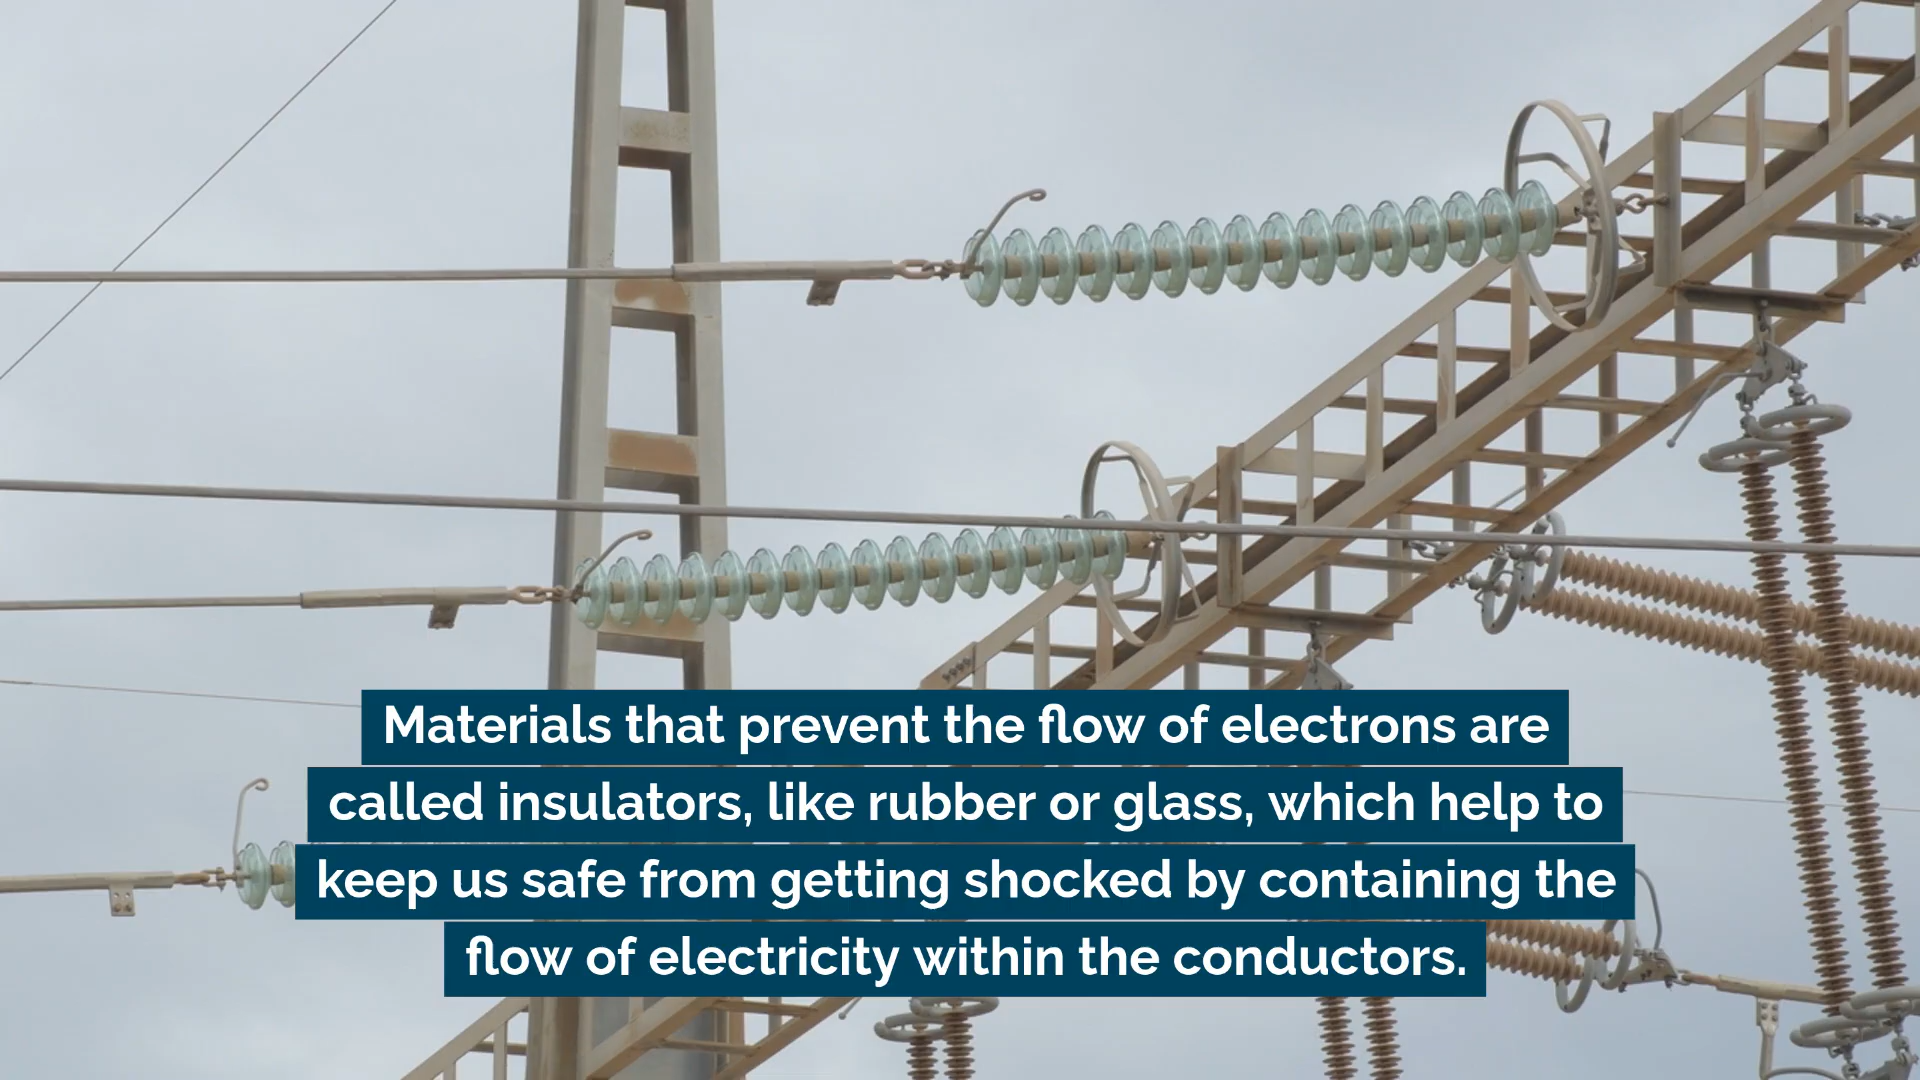 Materials that prevent the flow of electrons are
called insulators, like rubber or glass, which help to
keep us safe from getting shocked by containing the
flow of electricity within the conductors.